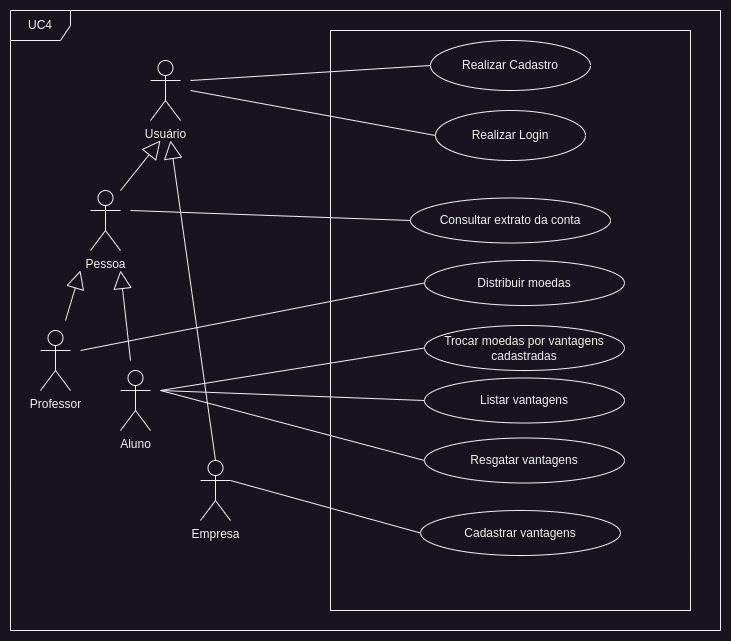 UC4
Realizar Cadastro
Usuário
Realizar Login
Consultar extrato da conta
Pessoa
Distribuir moedas
Trocar moedas por vantagens
cadastradas
Professor
Listar vantagens
Aluno
Resgatar vantagens
Empresa
Cadastrar vantagens